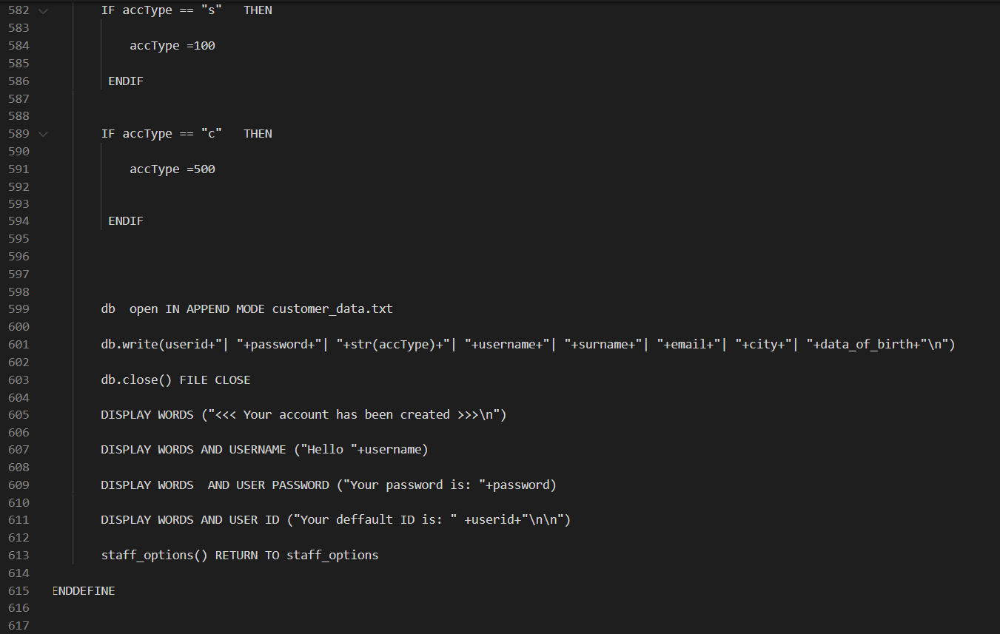 582 IF accType == "s"   THEN
583
584 accType =100
585
586 ENDIF
587
588
589 IF accType == "c"   THEN
590
591 accType =500
592
593
594 ENDIF
595
596
597
598
599 db  open IN APPEND MODE customer_data.txt
600
601 db.write(userid+"| "+password+"| "+str(accType)+"| "+username+"| "+surname+"| "+email+"| "+city+"| "+data_of_birth+"\n")
602
603 db.close() FILE CLOSE
604
605 DISPLAY WORDS ("<<< Your account has been created >>>\n")
606
607 DISPLAY WORDS AND USERNAME ("Hello "+username)
608
609 DISPLAY WORDS  AND USER PASSWORD ("Your password is: "+password)
610
611 DISPLAY WORDS AND USER ID ("Your deffault ID is: " +userid+"\n\n")
612
613 staff_options() RETURN TO staff_options
614
615 ENDDEFINE
616
617